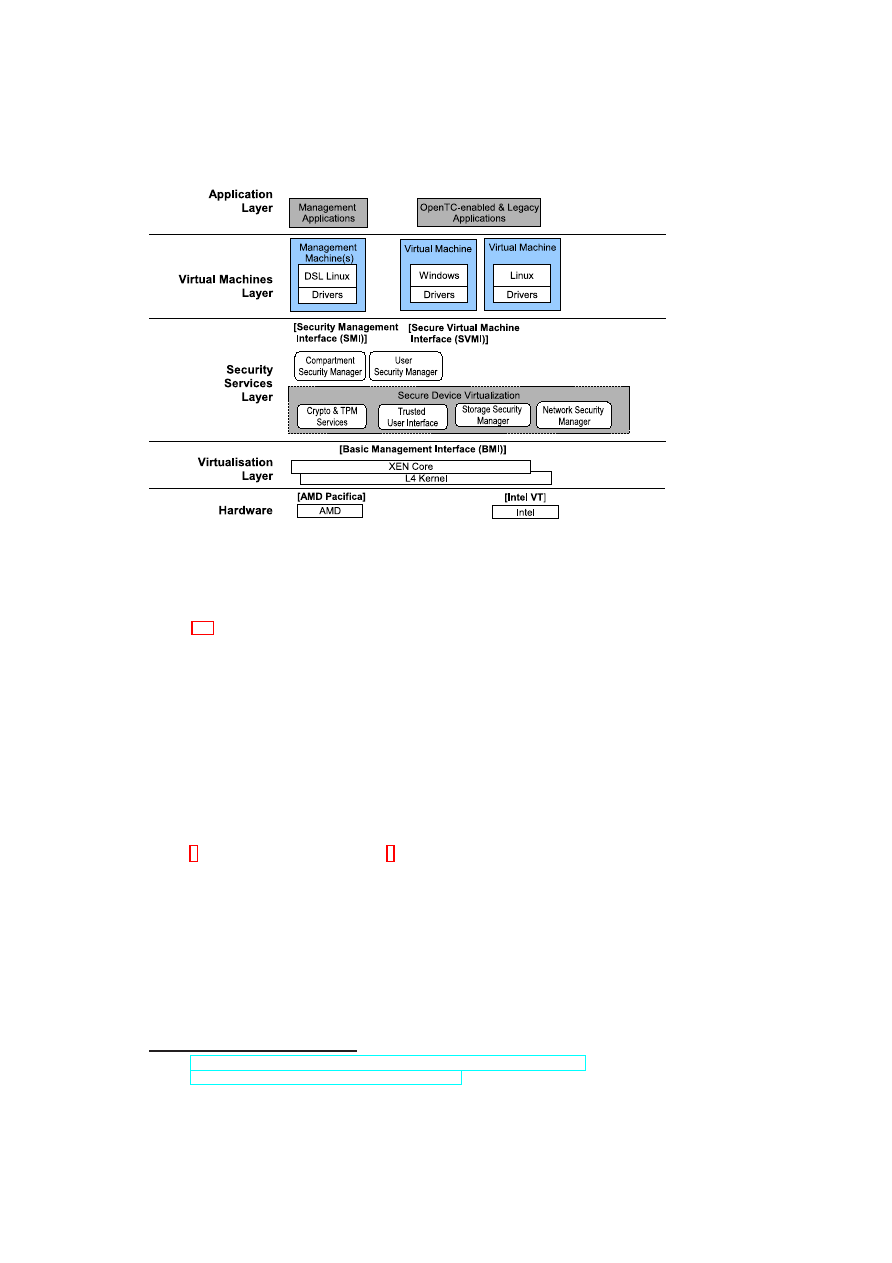 Application
Layer
Management
Applications
OpenTC-enabled & Legacy
Applications
Virtual Machines
Layer
Management
Machine(s)
DSL Linux
Drivers
Virtual Machine
Windows
Drivers
Virtual Machine
Linux
Drivers
[Security Management
Interface (SMI)]
[Secure Virtual Machine
Interface (SVMI)]
Security
Services
Layer
Compartment
Security Manager
User
Security Manager
Secure Device Virtualization
Crypto & TPM
Services
Trusted
User Interface
Storage Security
Manager
Network Security
Manager
[Basic Management Interface (BMI)]
Virtualisation
Layer
XEN Core
L4 Kernel
[AMD Pacifica]
[Intel VT]
Hardware
AMD
Intel